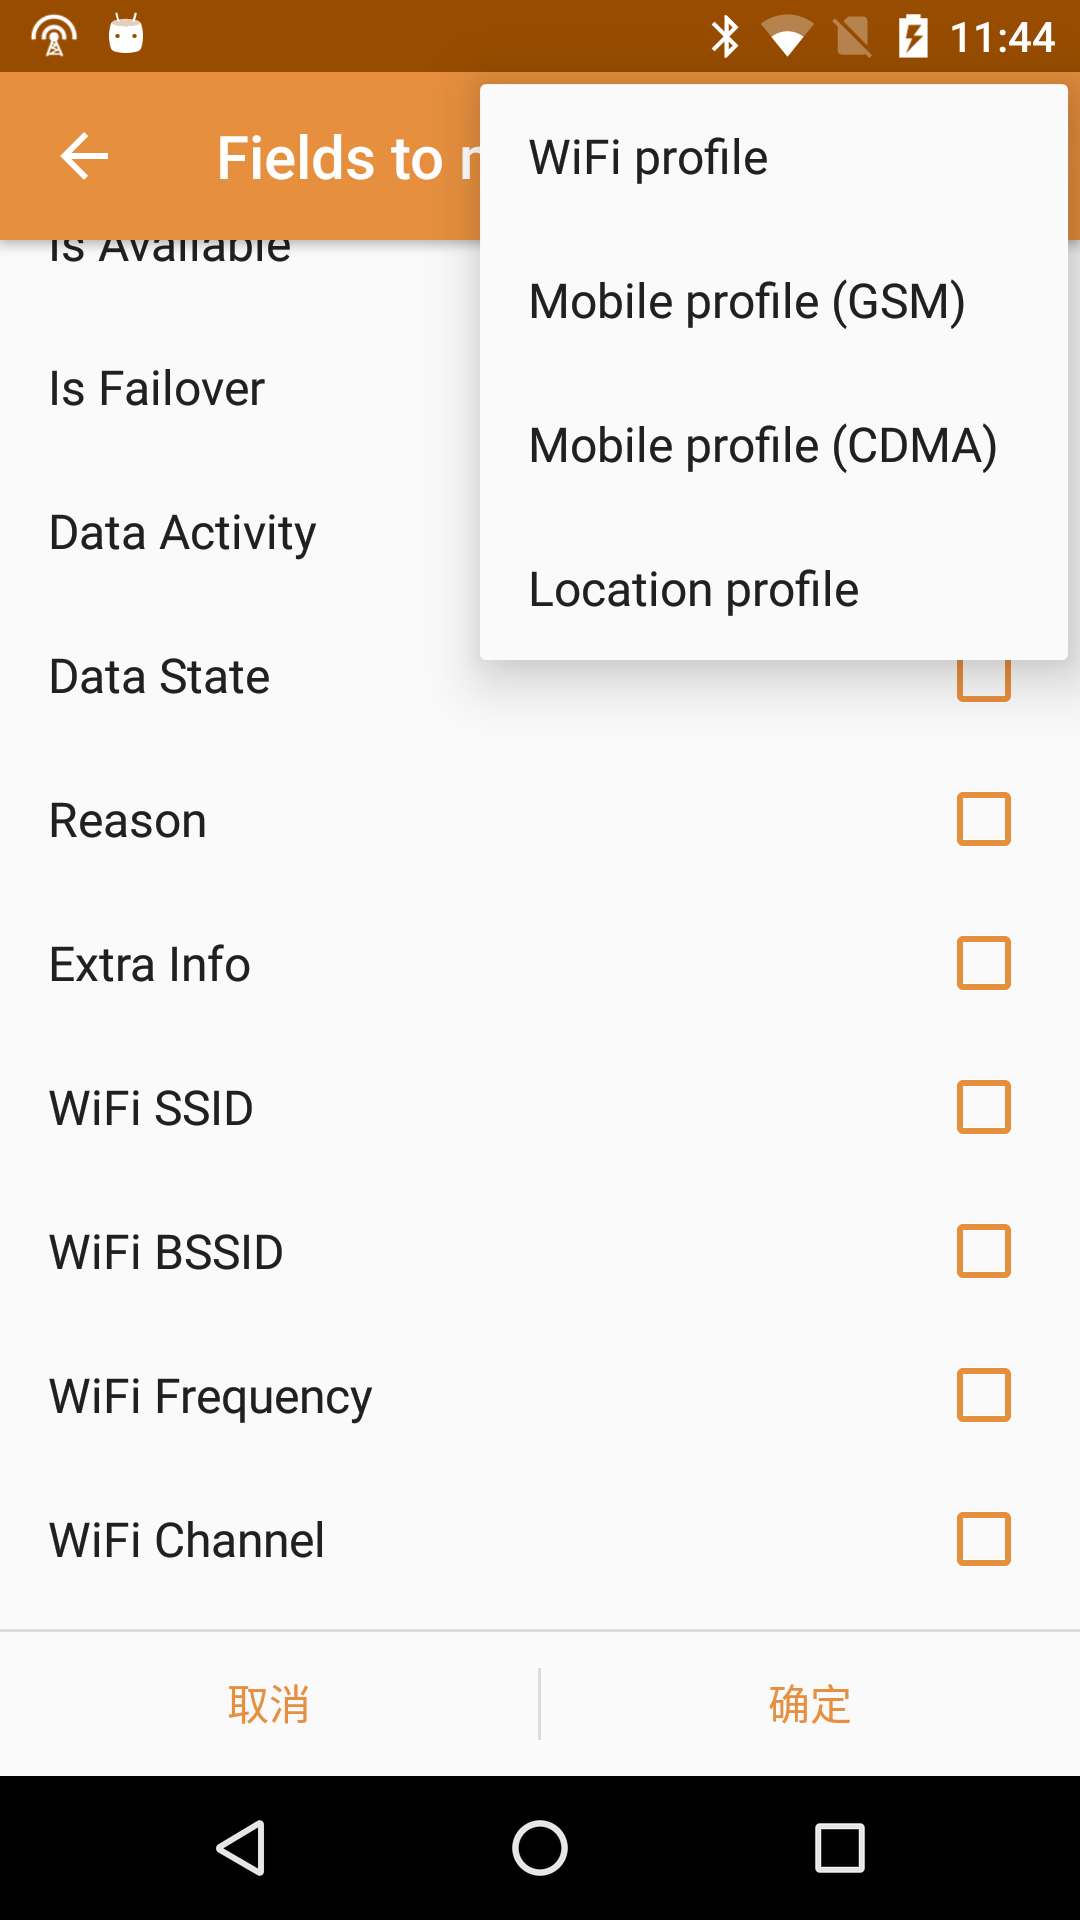 11:44
Fields to
WiFi profile
Is Available
Mobile profile (GSM)
Is Failover
Mobile profile (CDMA)
Data Activity
Location profile
Data State
Reason
Extra Info
WiFi SSID
WiFi BSSID
WiFi Frequency
WiFi Channel
取消
确定